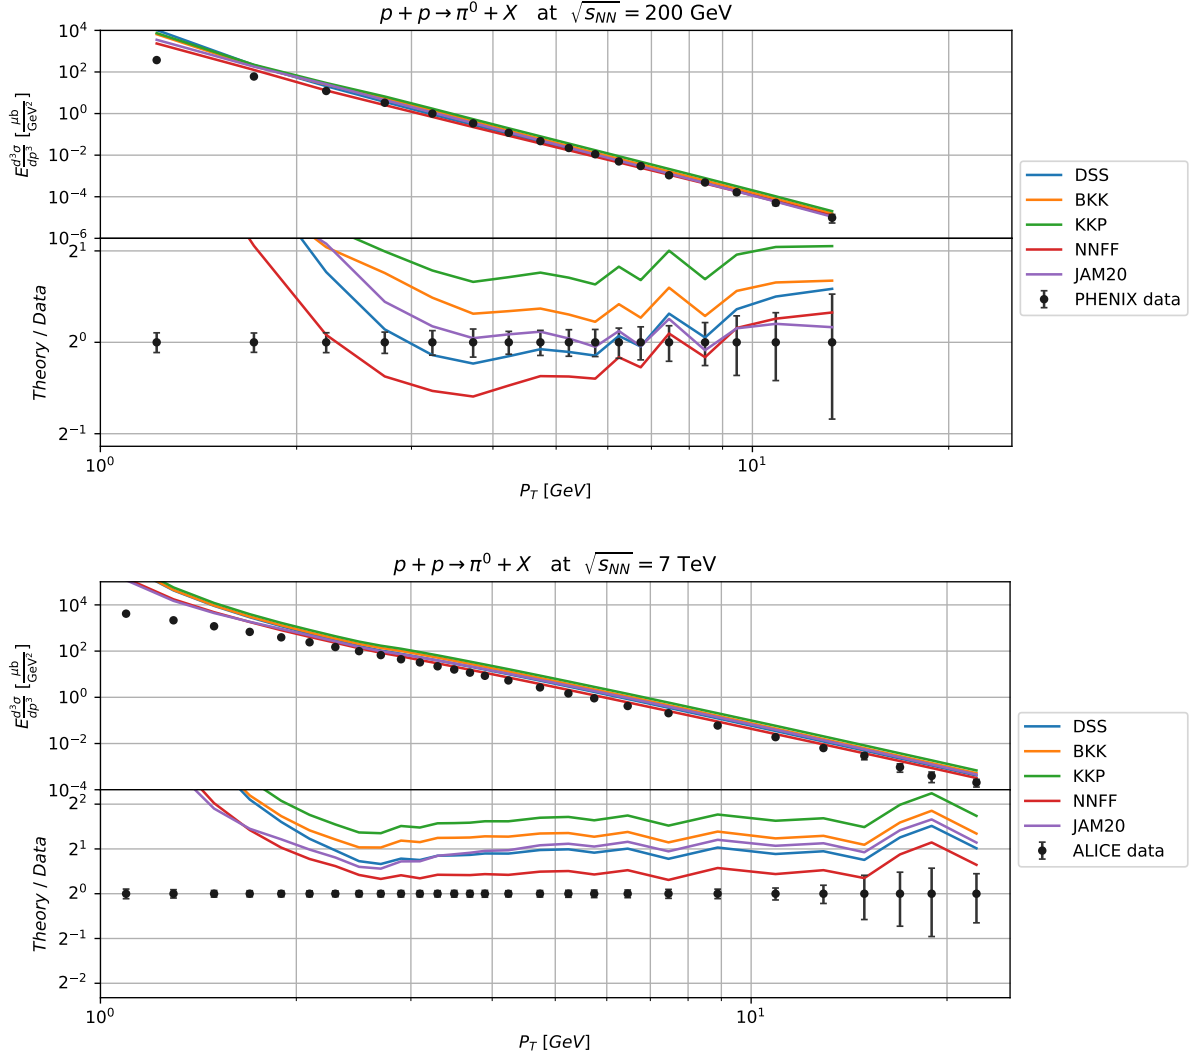 p + p → π⁰ + X at √s_NN = 200 GeV
10⁴
10²
10⁰
10⁻²
10⁻⁴
10⁻⁶
E d³σ/dp³ [μb/GeV²]
2¹
2⁰
2⁻¹
Theory / Data
10⁰
10¹
P_T [GeV]
DSS
BKK
KKP
NNFF
JAM20
PHENIX data
p + p → π⁰ + X at √s_NN = 7 TeV
10⁴
10²
10⁰
10⁻²
10⁻⁴
E d³σ/dp³ [μb/GeV²]
2²
2¹
2⁰
2⁻¹
2⁻²
Theory / Data
10⁰
10¹
P_T [GeV]
DSS
BKK
KKP
NNFF
JAM20
ALICE data